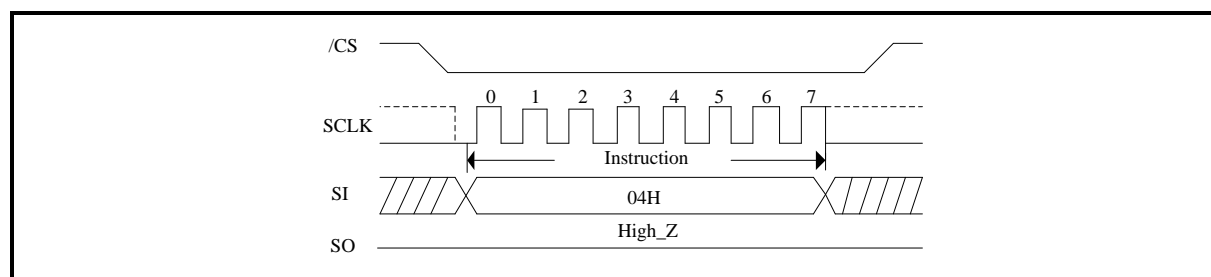 /CS
0 1 2 3 4 5 6 7
SCLK
Instruction
SI
04H
High_Z
SO